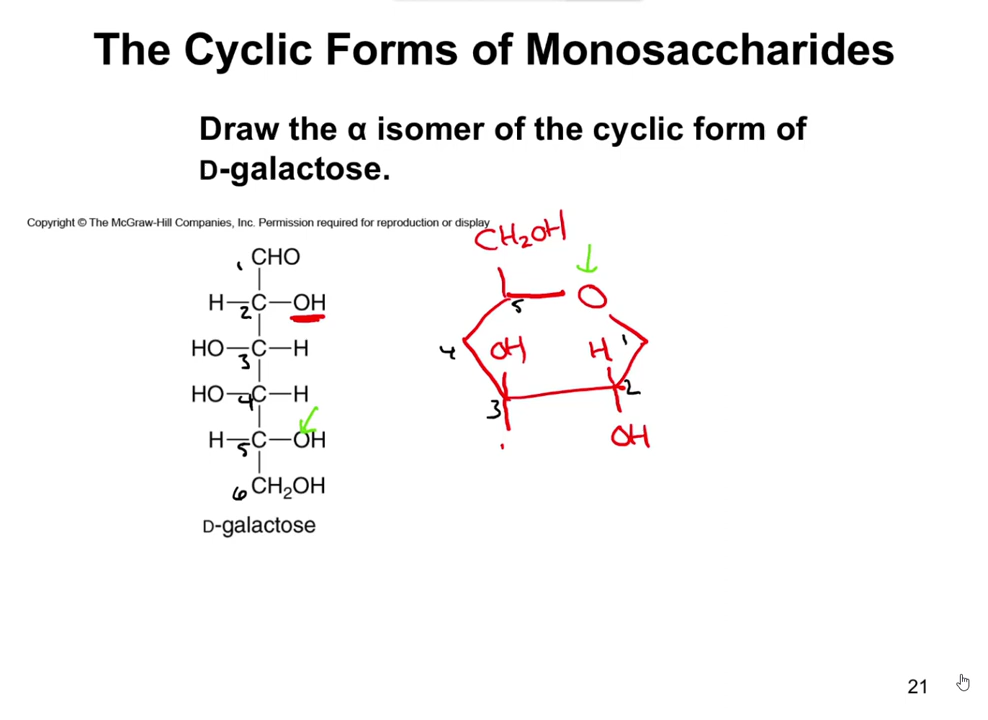 The Cyclic Forms of Monosaccharides
Draw the α isomer of the cyclic form of
D-galactose.
Copyright © The McGraw-Hill Companies, Inc. Permission required for reproduction or display
1 CHO
H-2C-OH
HO-3C-H
HO-4C-H
H-5C-OH
6 CH₂OH
D-galactose
CH₂OH
5 O
4 OH H 1
3 2
OH
21